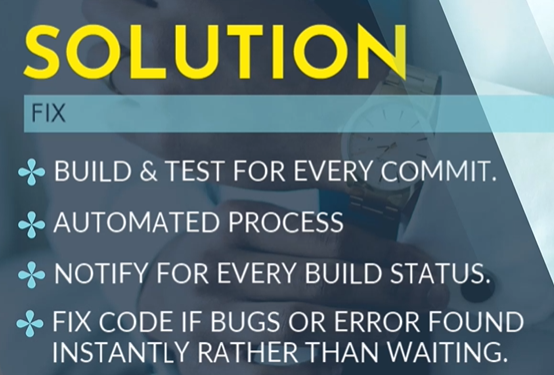 SOLUTION
FIX
BUILD & TEST FOR EVERY COMMIT.
AUTOMATED PROCESS
NOTIFY FOR EVERY BUILD STATUS.
FIX CODE IF BUGS OR ERROR FOUND
INSTANTLY RATHER THAN WAITING.